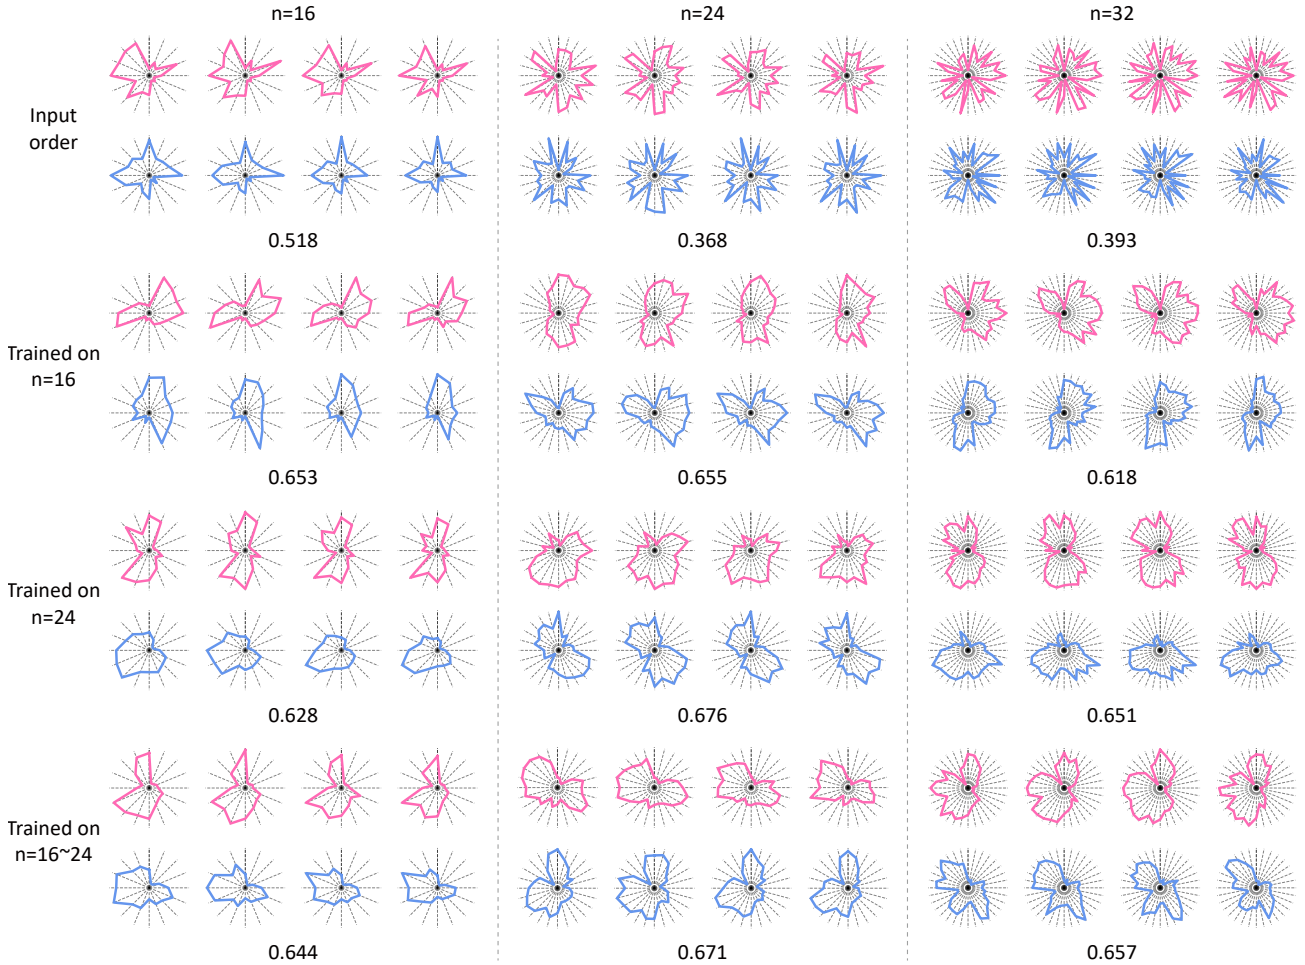 n=16
n=24
n=32
Input
order
0.518
0.368
0.393
Trained on
n=16
0.653
0.655
0.618
Trained on
n=24
0.628
0.676
0.651
Trained on
n=16~24
0.644
0.671
0.657